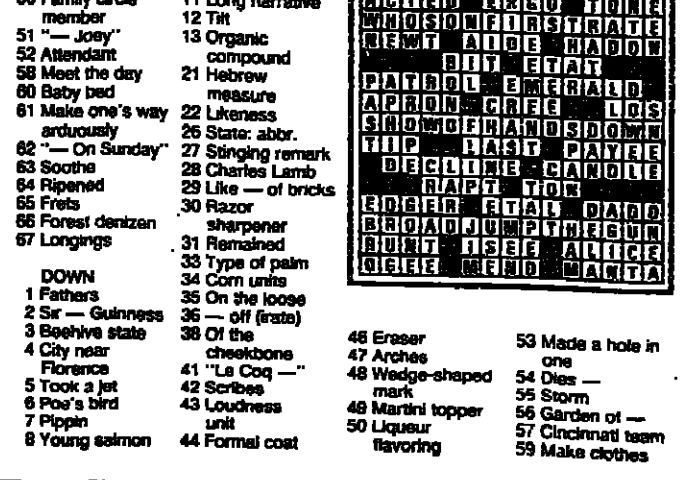 50 Family circle
member
51 "— Joey"
52 Attendant
58 Meet the day
60 Baby bed
61 Make one's way
arduously
62 "— On Sunday"
63 Soothe
64 Ripened
65 Frets
66 Forest denizen
67 Longings
DOWN
1 Fathers
2 Sir — Guinness
3 Beehive state
4 City near
Florence
5 Took a jet
6 Poe's bird
7 Pippin
8 Young salmon
11 Long narrative
12 Tilt
13 Organic
compound
21 Hebrew
measure
22 Likeness
26 State: abbr.
27 Stinging remark
28 Charles Lamb
29 Like — of bricks
30 Razor
sharpener
31 Remained
33 Type of palm
34 Corn units
35 On the loose
36 — off (irate)
38 Of the
cheekbone
41 "Le Coq —"
42 Scribes
43 Loudness
unit
44 Formal coat
ACTED ERGO TONE
WHOSONFIRSTRATE
NEWT AIDE HADON
BIT ETAT
PATROL EMERALD
APRON CREE LOS
SHOWOFHANDSDOWN
TIP LAST PAYEE
DECLINE CANDLE
RAPT TON
EDGER ETAL DADO
BROADJUMPTHEGUN
RUNT ISEE ALICE
OGEE MEND MANTA
46 Eraser
47 Arches
48 Wedge-shaped
mark
49 Martini topper
50 Liqueur
flavoring
53 Made a hole in
one
54 Dies —
55 Storm
56 Garden of —
57 Cincinnati team
59 Make clothes